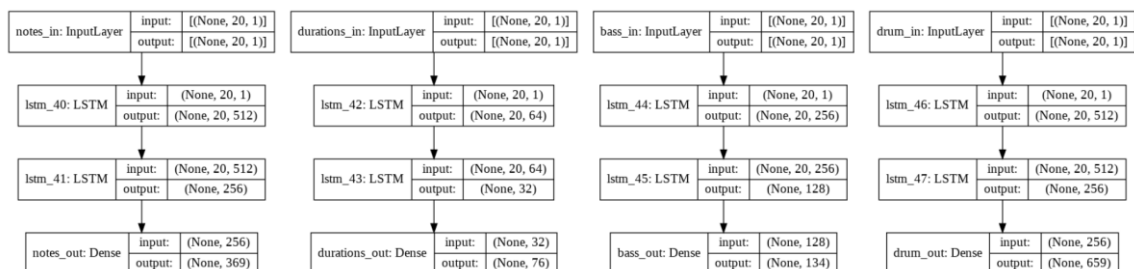 notes_in: InputLayer input: [(None, 20, 1)]
output: [(None, 20, 1)]
lstm_40: LSTM input: (None, 20, 1)
output: (None, 20, 512)
lstm_41: LSTM input: (None, 20, 512)
output: (None, 256)
notes_out: Dense input: (None, 256)
output: (None, 369)
durations_in: InputLayer input: [(None, 20, 1)]
output: [(None, 20, 1)]
lstm_42: LSTM input: (None, 20, 1)
output: (None, 20, 64)
lstm_43: LSTM input: (None, 20, 64)
output: (None, 32)
durations_out: Dense input: (None, 32)
output: (None, 76)
bass_in: InputLayer input: [(None, 20, 1)]
output: [(None, 20, 1)]
lstm_44: LSTM input: (None, 20, 1)
output: (None, 20, 256)
lstm_45: LSTM input: (None, 20, 256)
output: (None, 128)
bass_out: Dense input: (None, 128)
output: (None, 134)
drum_in: InputLayer input: [(None, 20, 1)]
output: [(None, 20, 1)]
lstm_46: LSTM input: (None, 20, 1)
output: (None, 20, 512)
lstm_47: LSTM input: (None, 20, 512)
output: (None, 256)
drum_out: Dense input: (None, 256)
output: (None, 659)